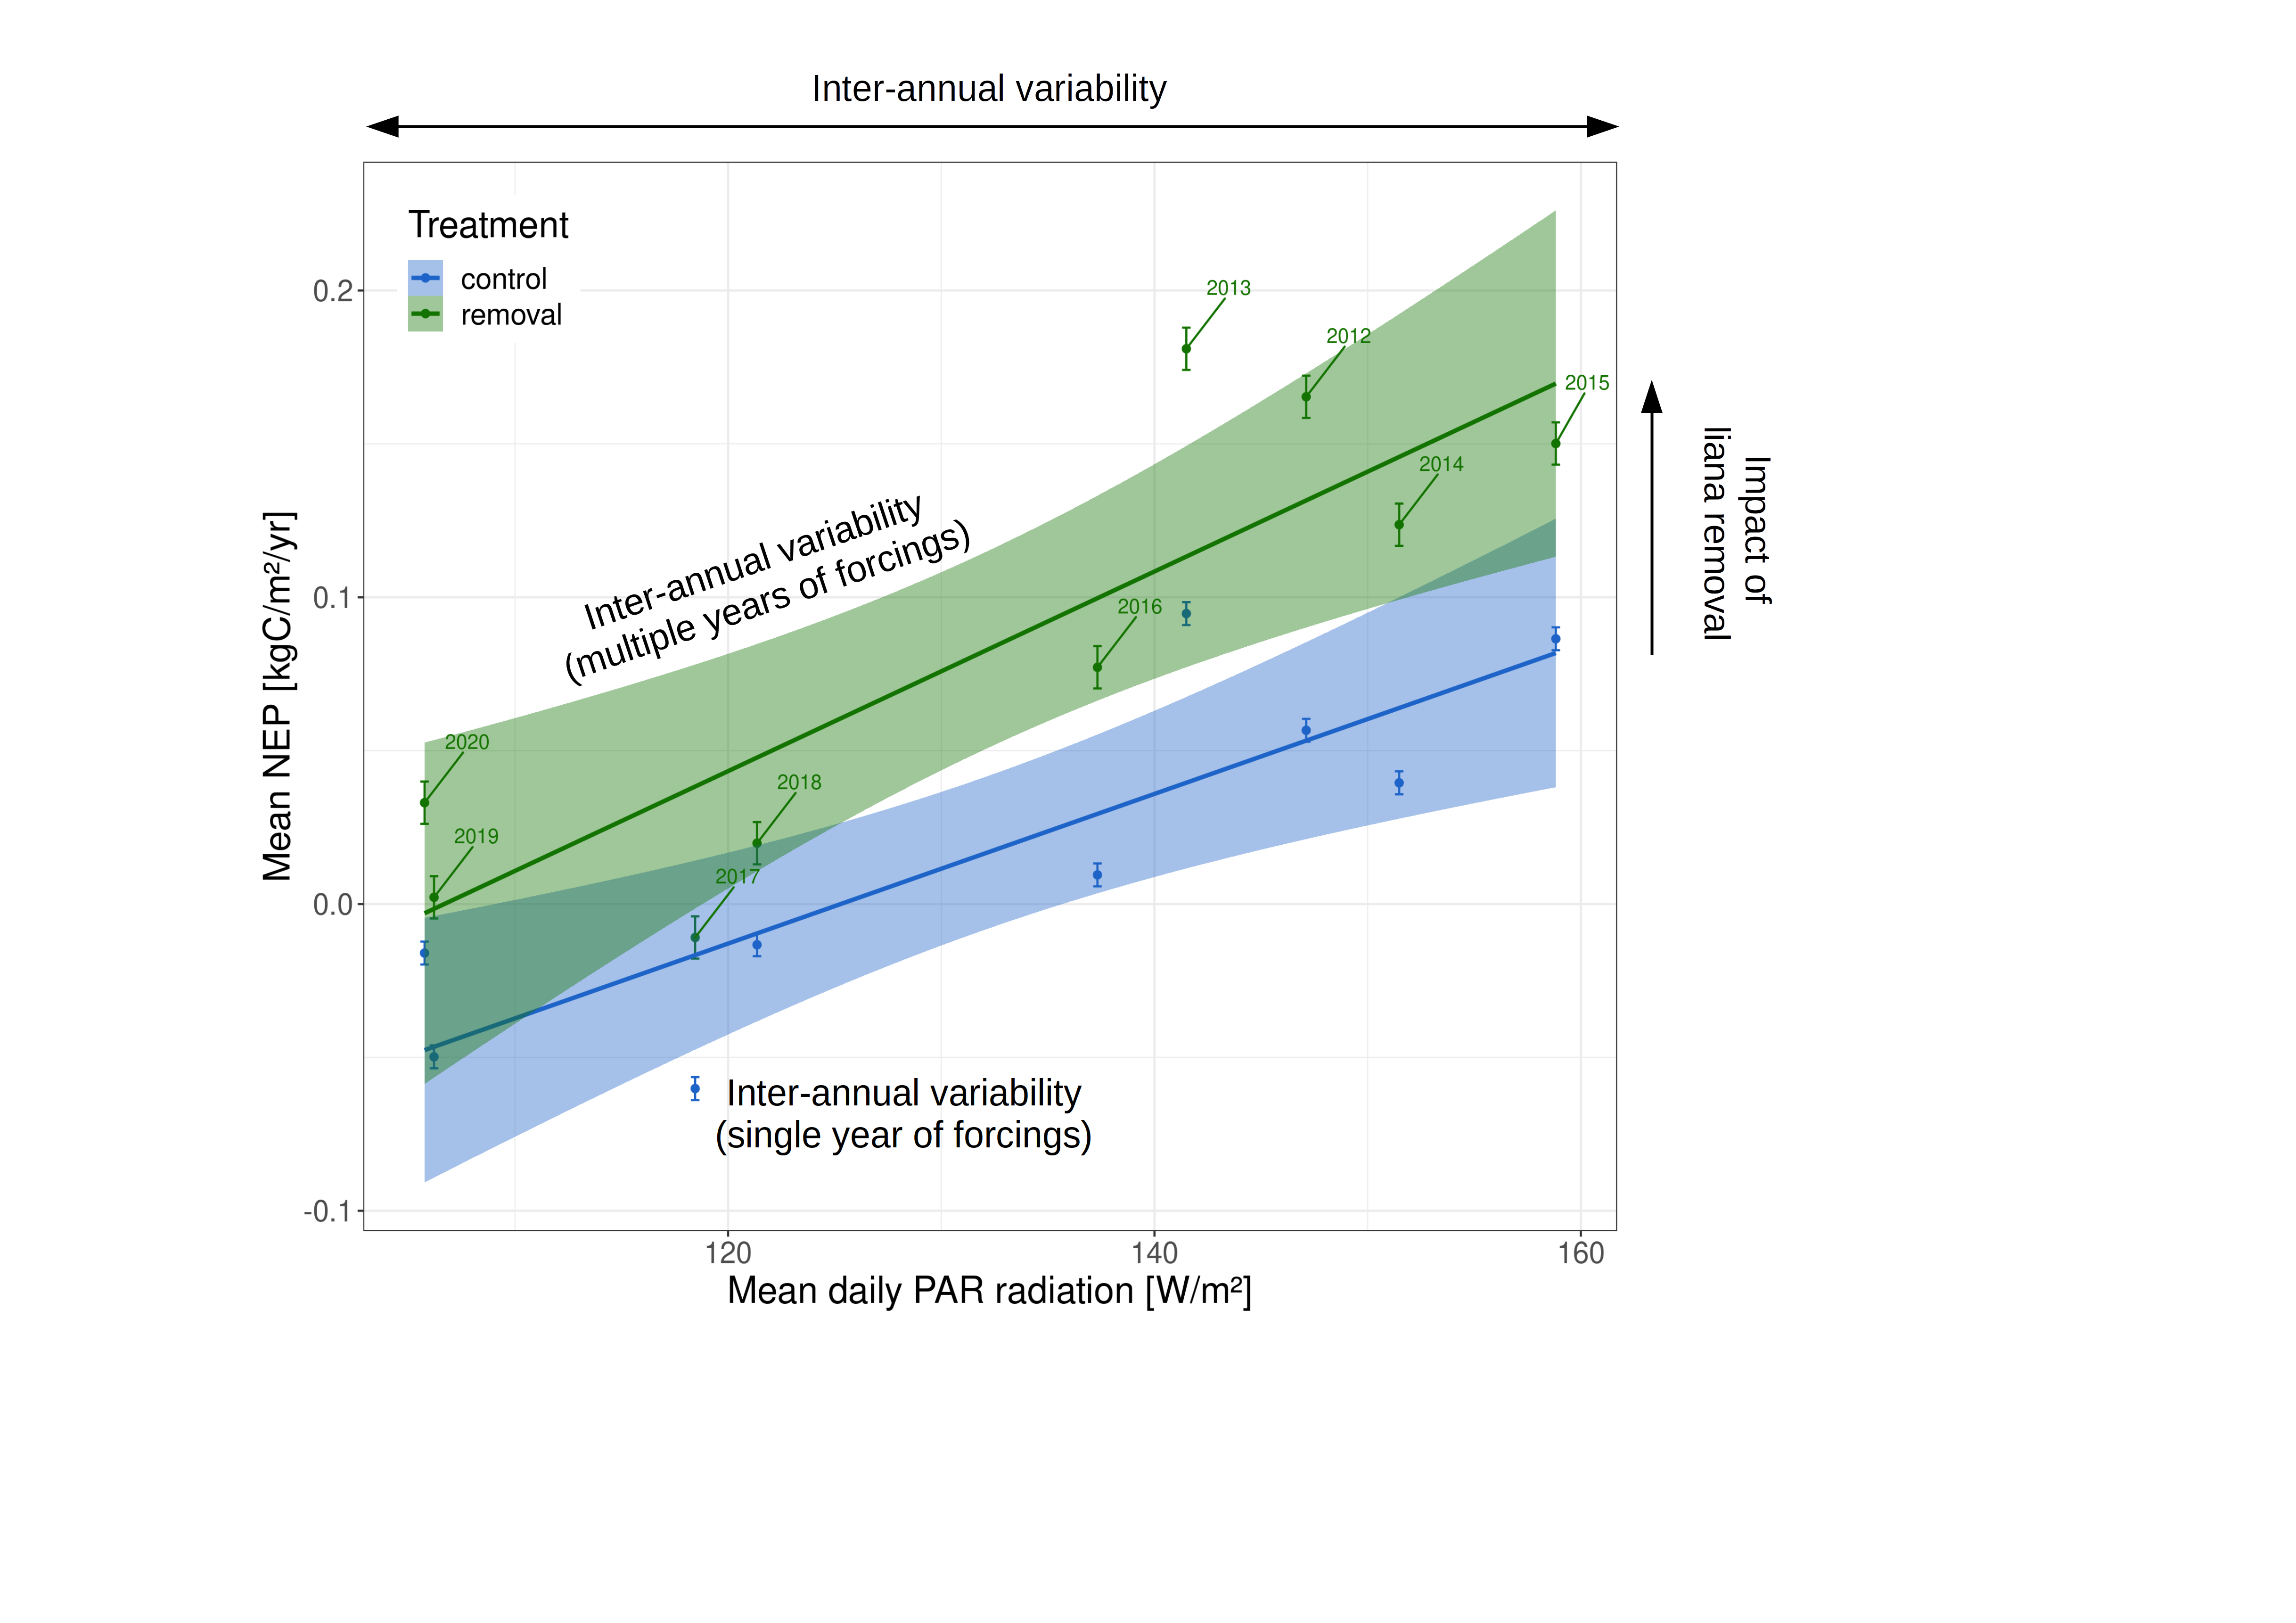 Inter-annual variability
Treatment
control
removal
0.2
0.1
0.0
-0.1
Mean NEP [kgC/m²/yr]
2013
2012
2015
2014
2016
2020
2018
2019
2017
Inter-annual variability
(multiple years of forcings)
Inter-annual variability
(single year of forcings)
Impact of
liana removal
120
140
160
Mean daily PAR radiation [W/m²]